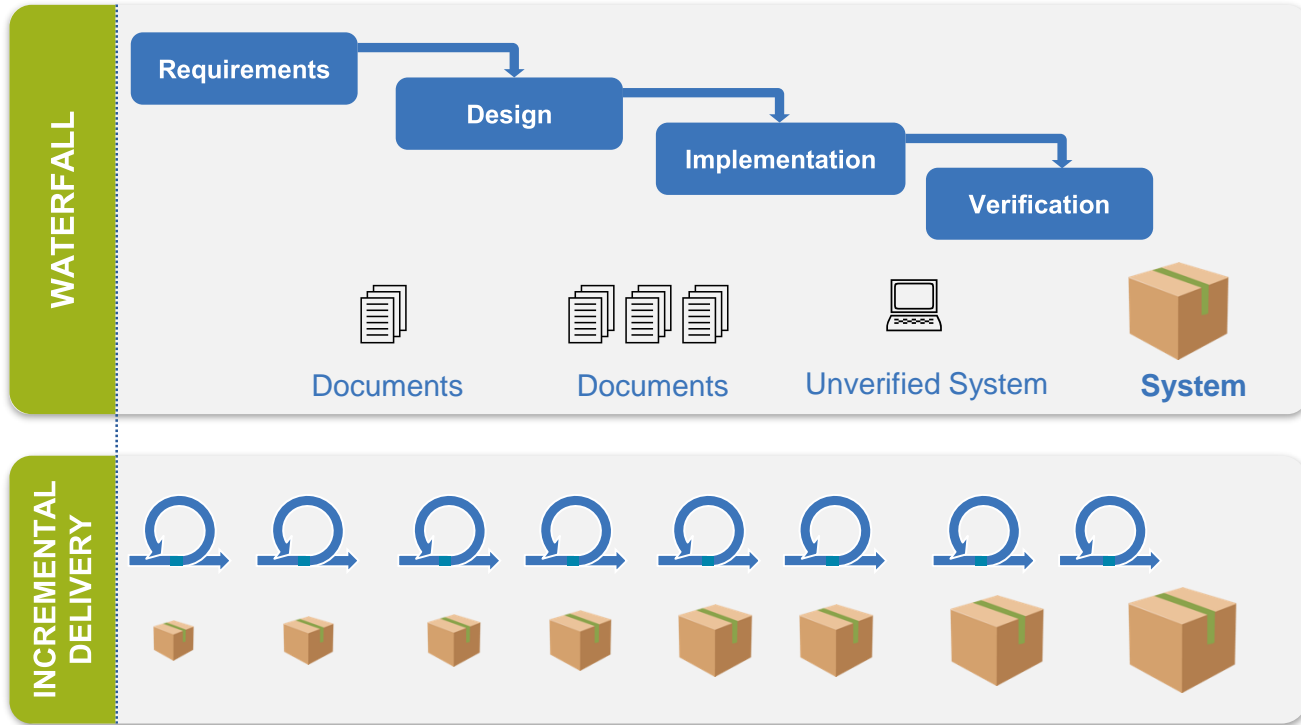 WATERFALL
Requirements
Design
Implementation
Verification
Documents
Documents
Unverified System
System
INCREMENTAL
DELIVERY